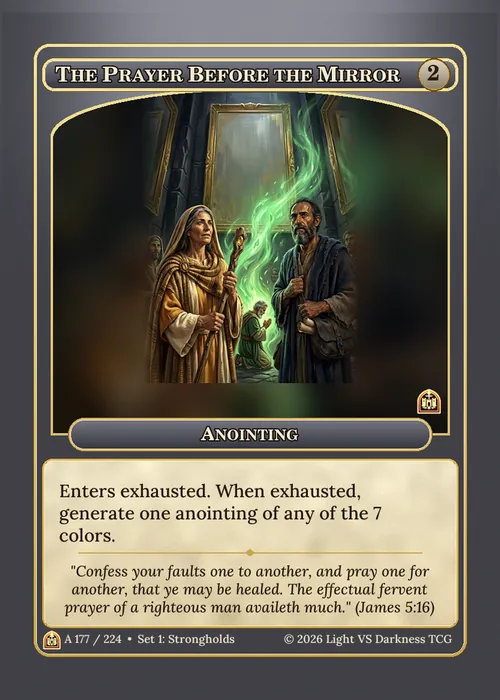 The Prayer Before the Mirror 2
Anointing
Enters exhausted. When exhausted,
generate one anointing of any of the 7
colors.
"Confess your faults one to another, and pray one for
another, that ye may be healed. The effectual fervent
prayer of a righteous man availeth much." (James 5:16)
A 177 / 224 • Set 1: Strongholds © 2026 Light VS Darkness TCG